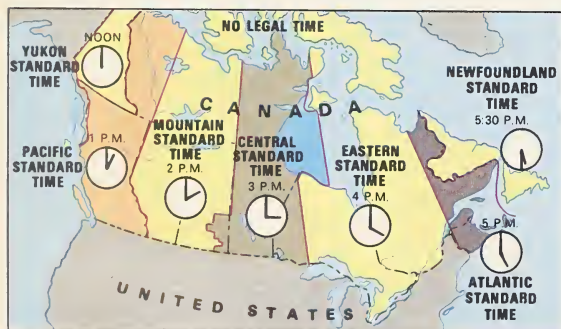 NO LEGAL TIME
YUKON
STANDARD
TIME
NOON
CANADA
NEWFOUNDLAND
STANDARD
TIME
5:30 P.M.
PACIFIC
STANDARD
TIME
1 P.M.
MOUNTAIN
STANDARD
TIME
2 P.M.
CENTRAL
STANDARD
TIME
3 P.M.
EASTERN
STANDARD
TIME
4 P.M.
5 P.M.
ATLANTIC
STANDARD
TIME
UNITED STATES